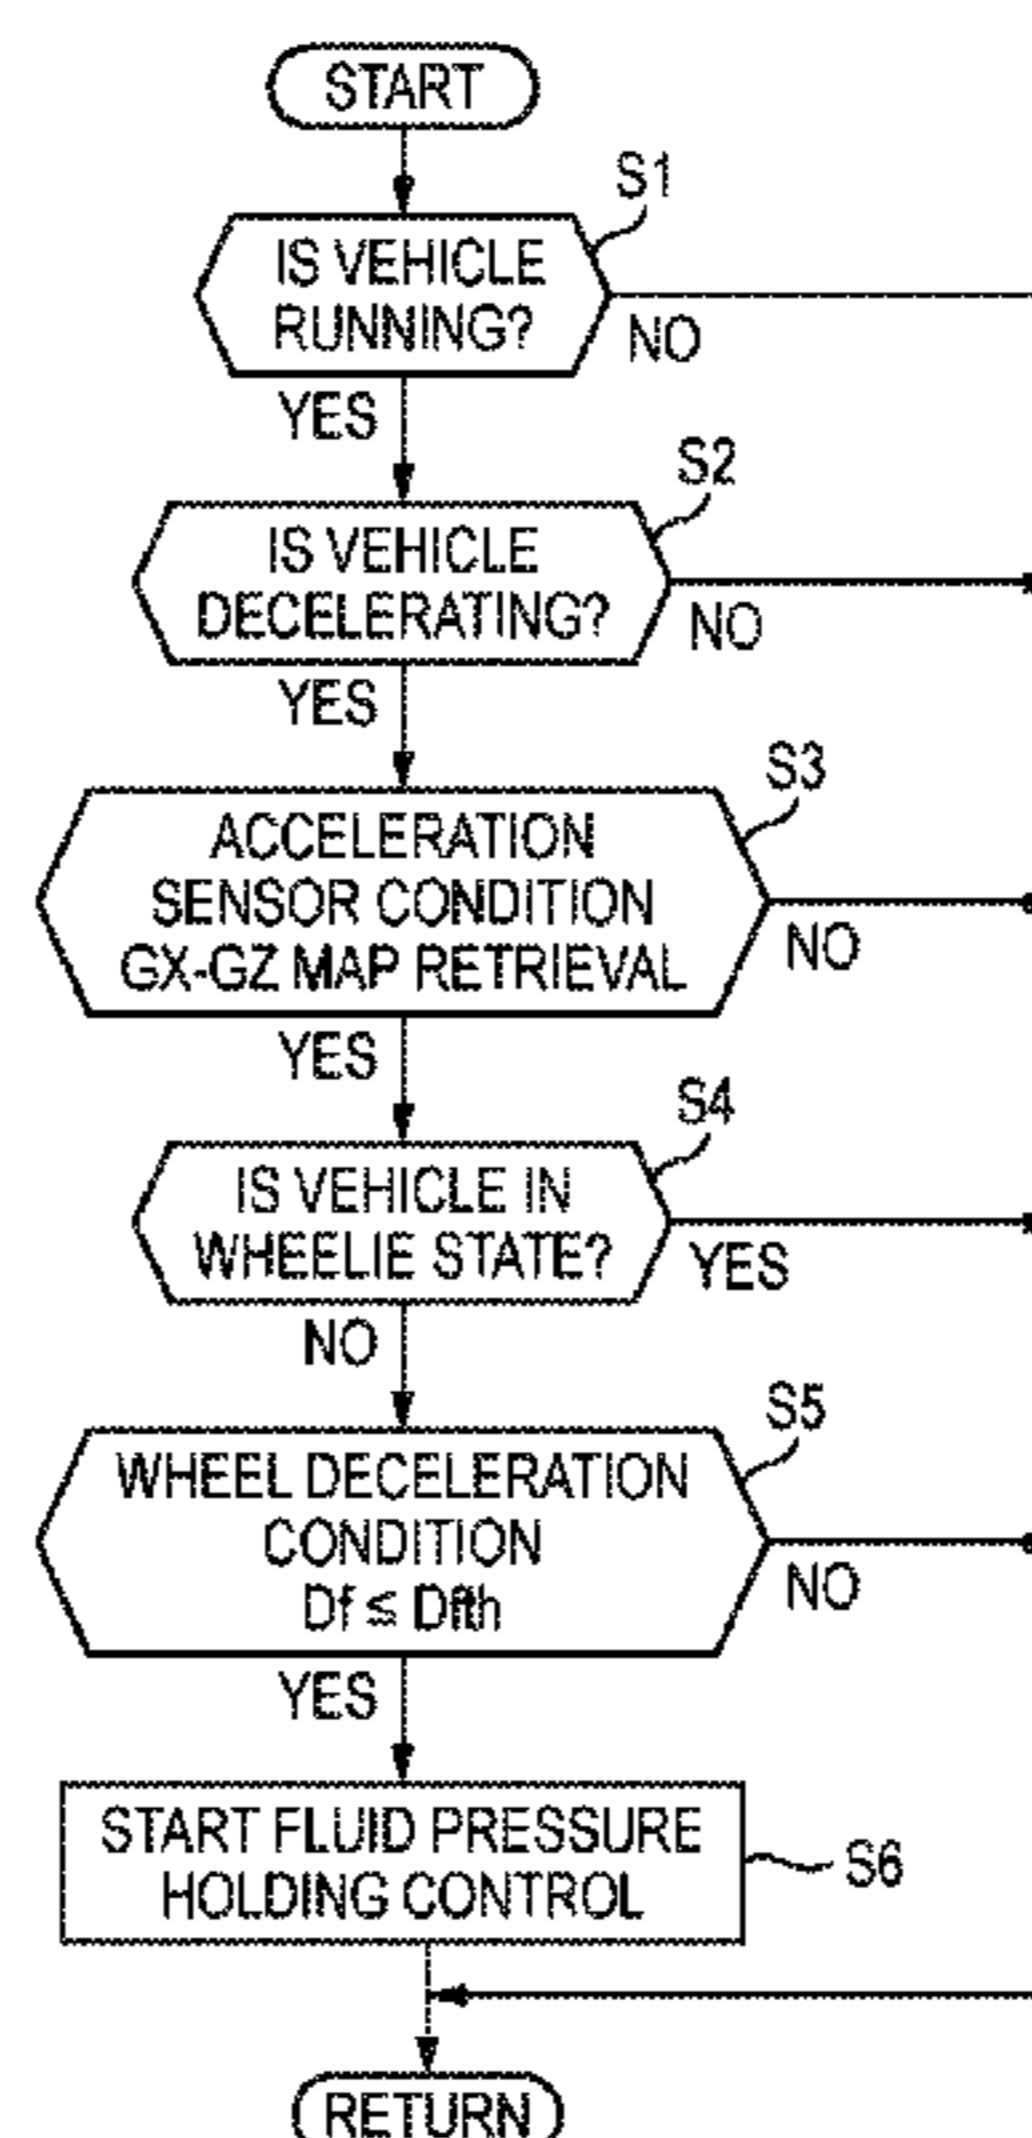 START
S1
IS VEHICLE
RUNNING?
NO
YES
S2
IS VEHICLE
DECELERATING?
NO
YES
S3
ACCELERATION
SENSOR CONDITION
GX-GZ MAP RETRIEVAL
NO
YES
S4
IS VEHICLE IN
WHEELIE STATE?
YES
NO
S5
WHEEL DECELERATION
CONDITION
Df ≦ Dfth
NO
YES
START FLUID PRESSURE
HOLDING CONTROL
S6
RETURN